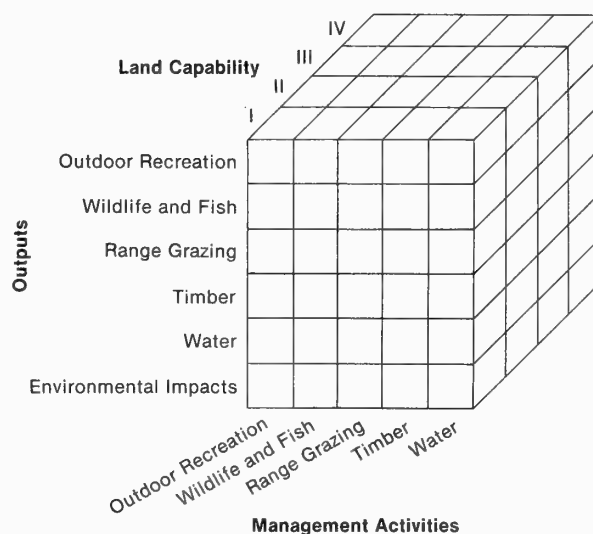 IV
III
Land Capability
II
I
Outdoor Recreation
Wildlife and Fish
Range Grazing
Outputs
Timber
Water
Environmental Impacts
Outdoor Recreation
Wildlife and Fish
Range Grazing
Timber
Water
Management Activities